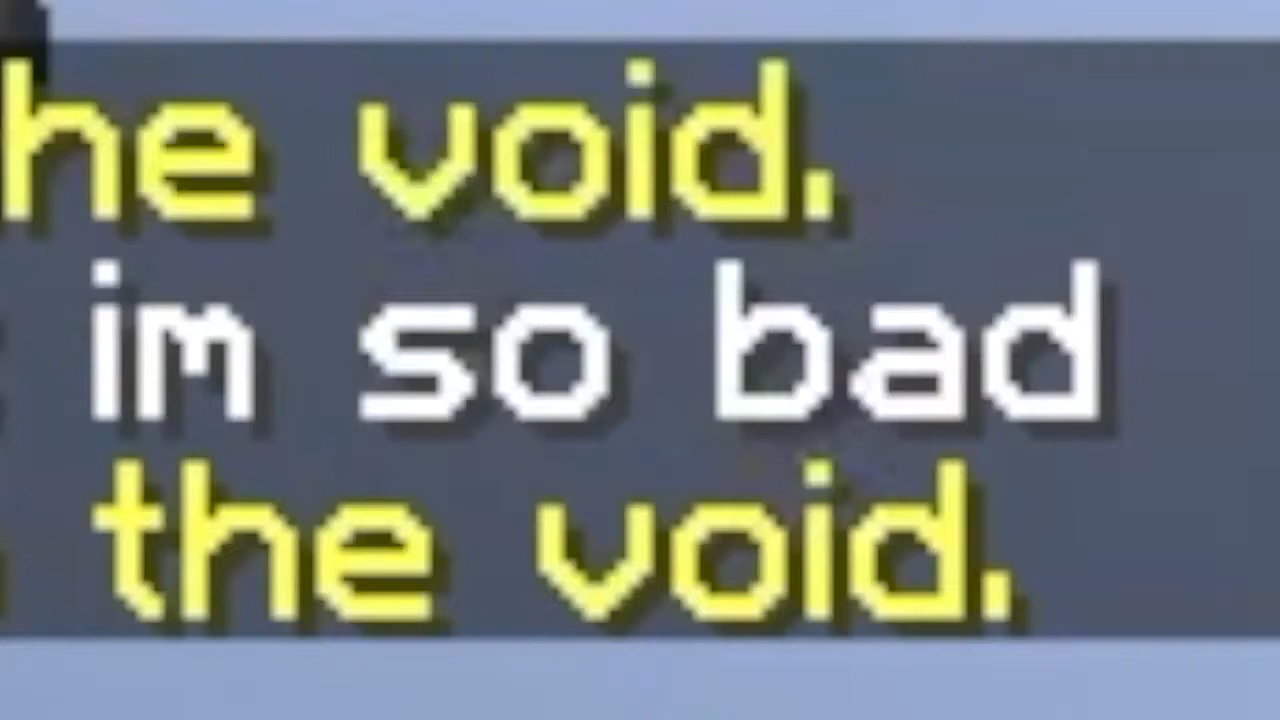 he void.
im so bad
the void.